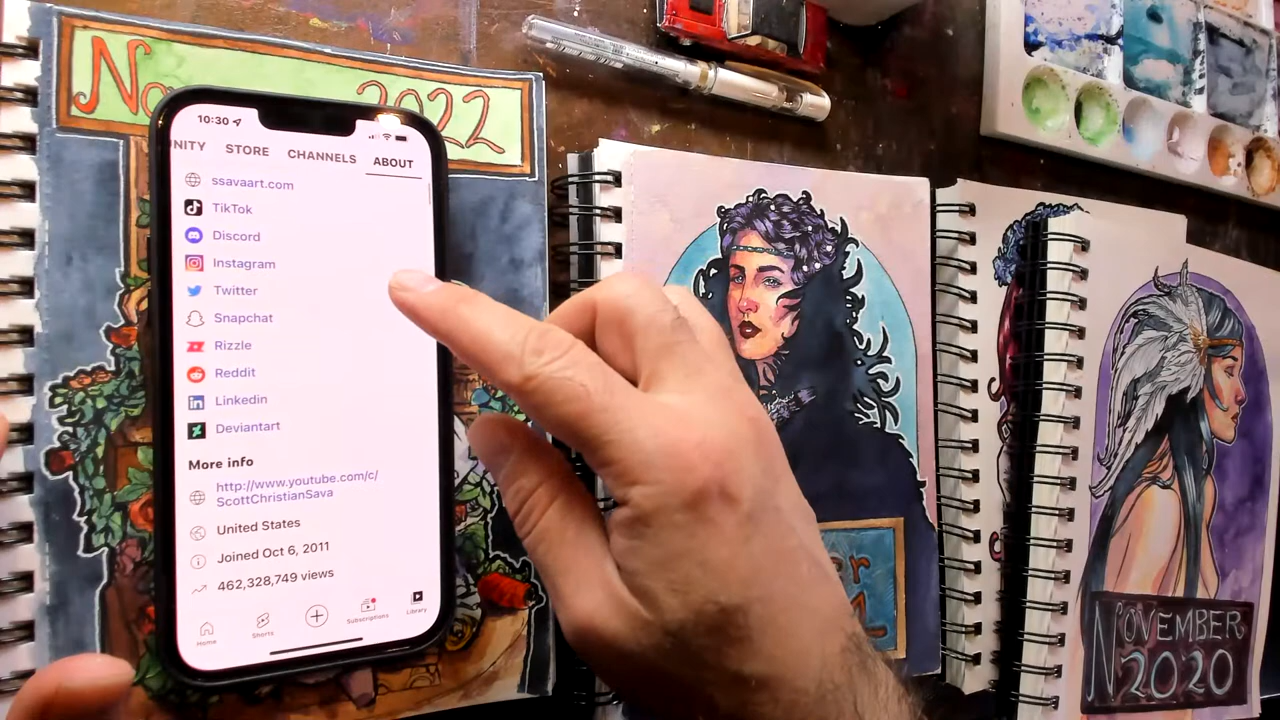 2022
10:30
NITY STORE CHANNELS ABOUT
ssavaart.com
TikTok
Discord
Instagram
Twitter
Snapchat
Rizzle
Reddit
Linkedin
Deviantart
More info
http://www.youtube.com/c/
ScottChristianSava
United States
Joined Oct 6, 2011
462,328,749 views
Home
Shorts
Subscriptions
Library
NOVEMBER
2020